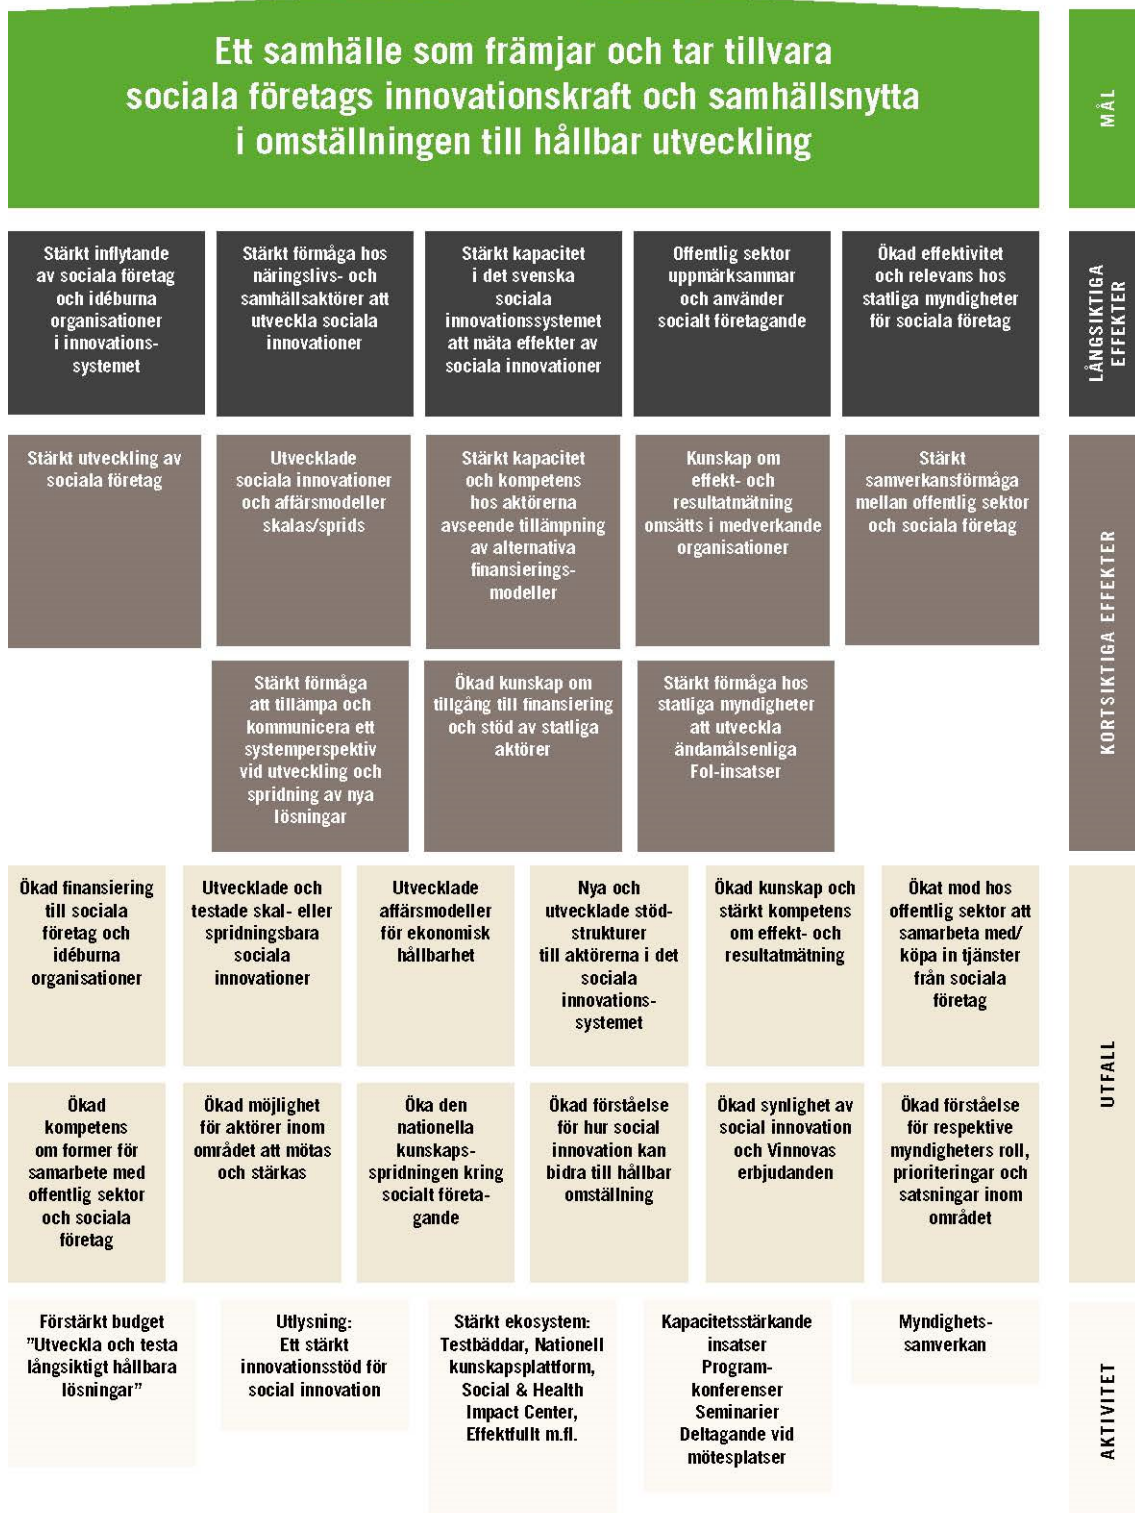 Ett samhälle som främjar och tar tillvara
sociala företags innovationskraft och samhällsnytta
i omställningen till hållbar utveckling
MÅL
Stärkt inflytande
av sociala företag
och idéburna
organisationer
i innovations-
systemet
Stärkt förmåga hos
näringslivs- och
samhällsaktörer att
utveckla sociala
innovationer
Stärkt kapacitet
i det svenska
sociala
innovationssystemet
att mäta effekter av
sociala innovationer
Offentlig sektor
uppmärksammar
och använder
socialt företagande
Ökad effektivitet
och relevans hos
statliga myndigheter
för sociala företag
LÅNGSIKTIGA
EFFEKTER
Stärkt utveckling av
sociala företag
Utvecklade
sociala innovationer
och affärsmodeller
skalas/sprids
Stärkt kapacitet
och kompetens
hos aktörerna
avseende tillämpning
av alternativa
finansierings-
modeller
Kunskap om
effekt- och
resultatmätning
omsätts i medverkande
organisationer
Stärkt
samverkansförmåga
mellan offentlig sektor
och sociala företag
KORTSIKTIGA EFFEKTER
Stärkt förmåga
att tillämpa och
kommunicera ett
systemperspektiv
vid utveckling och
spridning av nya
lösningar
Ökad kunskap om
tillgång till finansiering
och stöd av statliga
aktörer
Stärkt förmåga hos
statliga myndigheter
att utveckla
ändamålsenliga
FoI-insatser
Ökad finansiering
till sociala
företag och
idéburna
organisationer
Utvecklade och
testade skal- eller
spridningsbara
sociala
innovationer
Utvecklade
affärsmodeller
för ekonomisk
hållbarhet
Nya och
utvecklade stöd-
strukturer
till aktörerna i det
sociala
innovations-
systemet
Ökad kunskap och
stärkt kompetens
om effekt- och
resultatmätning
Ökat mod hos
offentlig sektor att
samarbeta med/
köpa in tjänster
från sociala
företag
UTFALL
Ökad
kompetens
om former för
samarbete med
offentlig sektor
och sociala
företag
Ökad möjlighet
för aktörer inom
området att mötas
och stärkas
Öka den
nationella
kunskaps-
spridningen kring
socialt företa-
gande
Ökad förståelse
för hur social
innovation kan
bidra till hållbar
omställning
Ökad synlighet av
social innovation
och Vinnovas
erbjudanden
Ökad förståelse
för respektive
myndigheters roll,
prioriteringar och
satsningar inom
området
Förstärkt budget
”Utveckla och testa
långsiktigt hållbara
lösningar”
Utlysning:
Ett stärkt
innovationsstöd för
social innovation
Stärkt ekosystem:
Testbäddar, Nationell
kunskapsplattform,
Social & Health
Impact Center,
Effektfullt m.fl.
Kapacitetsstärkande
insatser
Program-
konferenser
Seminarier
Deltagande vid
mötesplatser
Myndighets-
samverkan
AKTIVITET